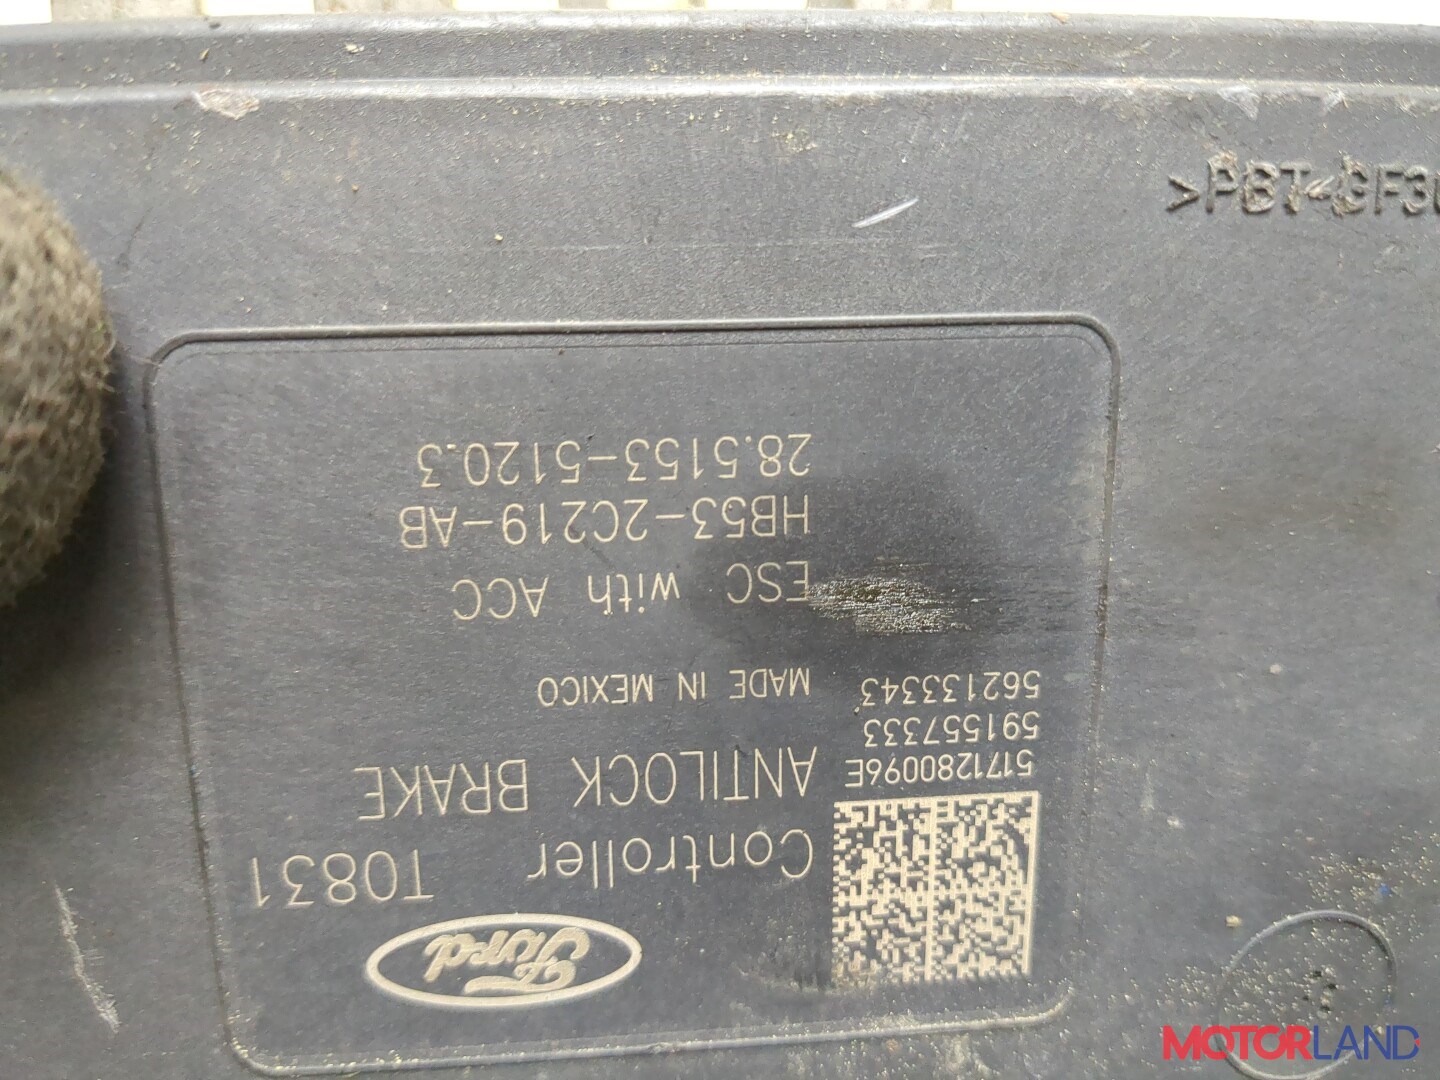 >PBT-GF30
Ford
Controller T0831
ANTILOCK BRAKE
5171280096E
591557333
562133343
MADE IN MEXICO
ESC with ACC
HB53-2C219-AB
28.5153-5120.3
MOTORLAND